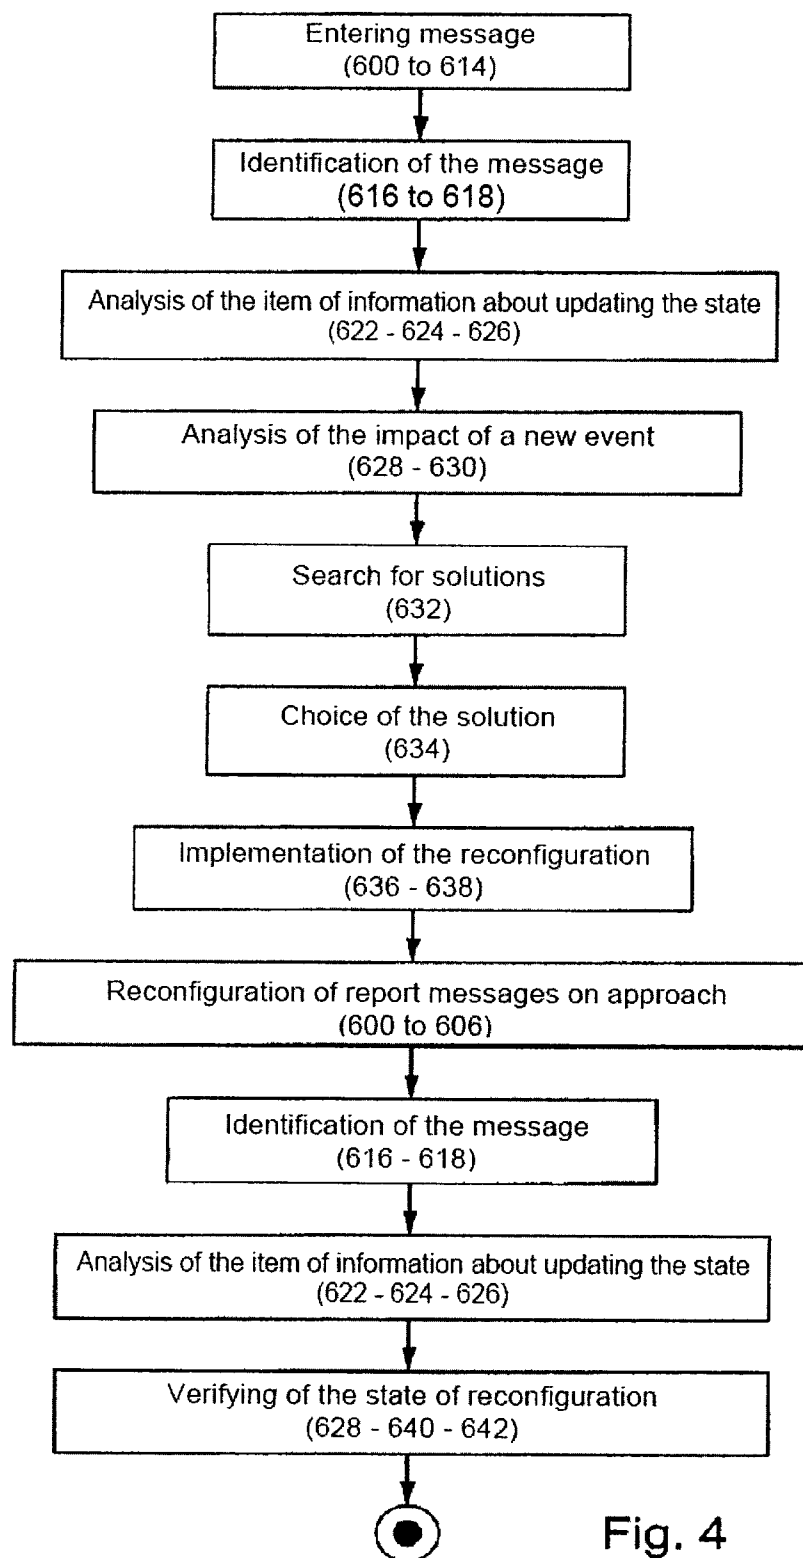 Entering message
(600 to 614)
Identification of the message
(616 to 618)
Analysis of the item of information about updating the state
(622 - 624 - 626)
Analysis of the impact of a new event
(628 - 630)
Search for solutions
(632)
Choice of the solution
(634)
Implementation of the reconfiguration
(636 - 638)
Reconfiguration of report messages on approach
(600 to 606)
Identification of the message
(616 - 618)
Analysis of the item of information about updating the state
(622 - 624 - 626)
Verifying of the state of reconfiguration
(628 - 640 - 642)
Fig. 4